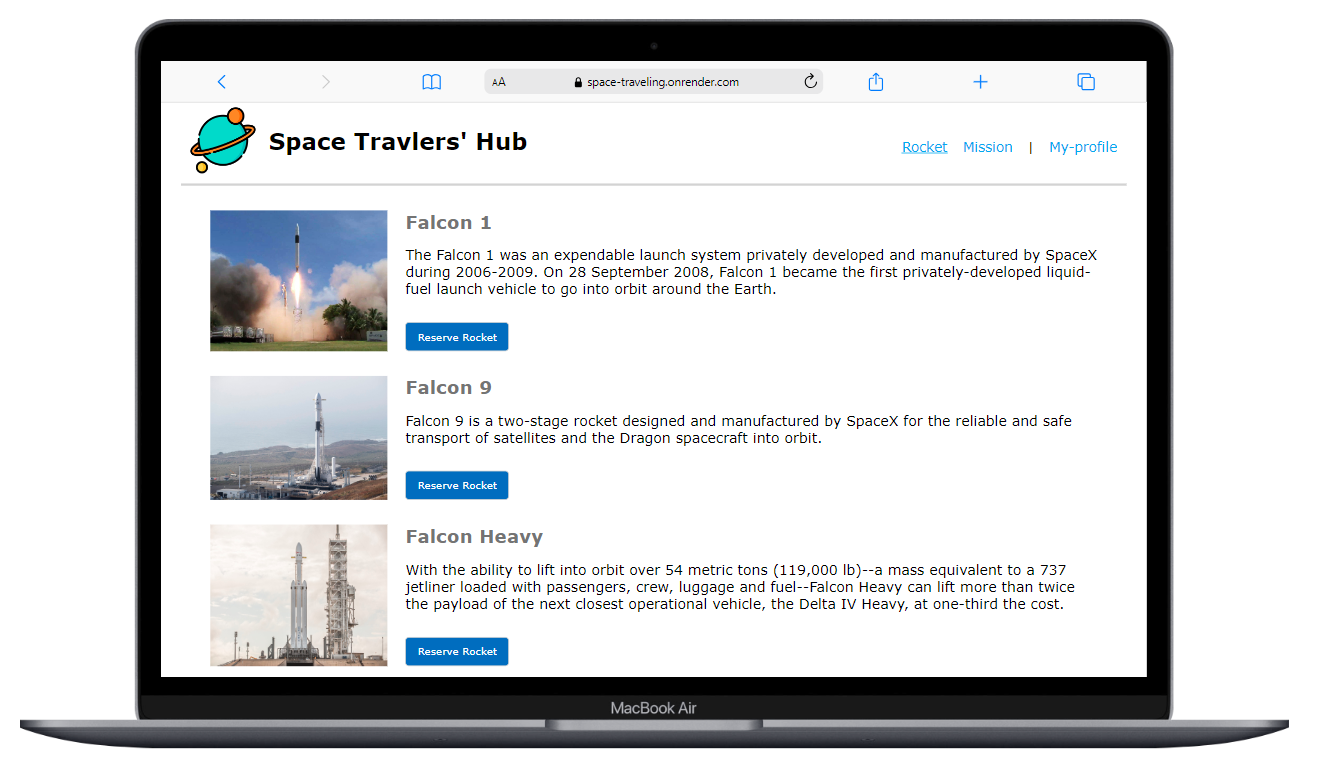 AA space-traveling.onrender.com
Space Travlers' Hub
Rocket Mission | My-profile
Falcon 1
The Falcon 1 was an expendable launch system privately developed and manufactured by SpaceX
during 2006-2009. On 28 September 2008, Falcon 1 became the first privately-developed liquid-
fuel launch vehicle to go into orbit around the Earth.
Reserve Rocket
Falcon 9
Falcon 9 is a two-stage rocket designed and manufactured by SpaceX for the reliable and safe
transport of satellites and the Dragon spacecraft into orbit.
Reserve Rocket
Falcon Heavy
With the ability to lift into orbit over 54 metric tons (119,000 lb)--a mass equivalent to a 737
jetliner loaded with passengers, crew, luggage and fuel--Falcon Heavy can lift more than twice
the payload of the next closest operational vehicle, the Delta IV Heavy, at one-third the cost.
Reserve Rocket
MacBook Air